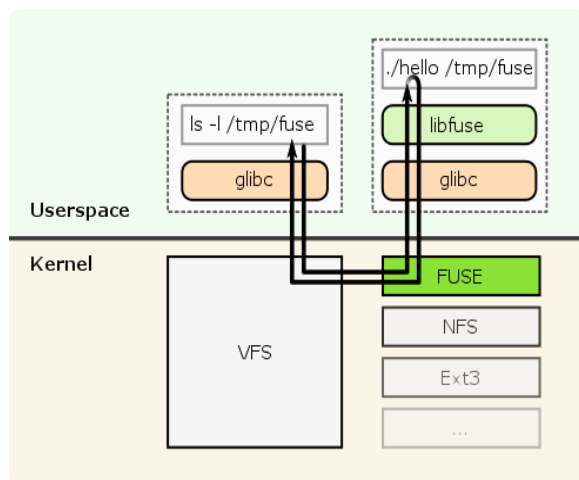 ./hello /tmp/fuse
ls -l /tmp/fuse
libfuse
glibc
glibc
Userspace
Kernel
FUSE
NFS
VFS
Ext3
...